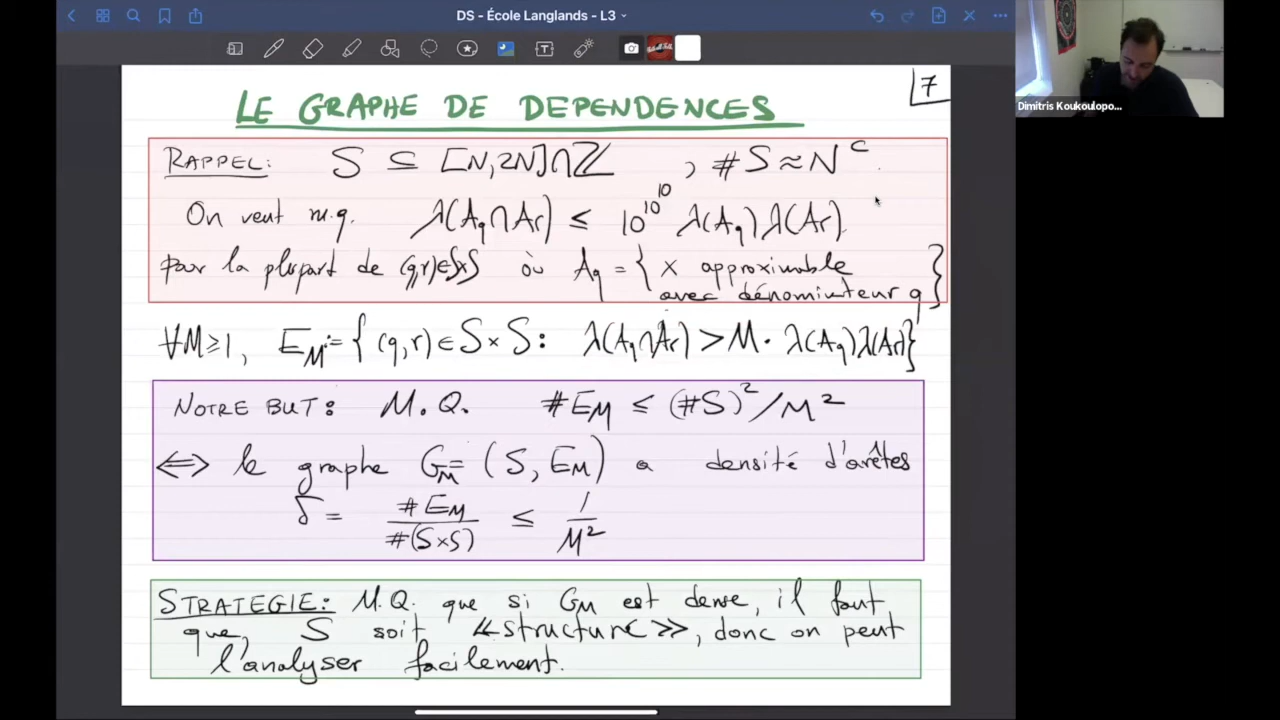 DS - École Langlands - L3
Dimitris Koukoulopo...
7
LE GRAPHE DE DEPENDENCES
RAPPEL: S ⊆ [N,2N]∩ℤ , #S≈N^c.
On veut m.q. λ(A_q∩A_r) ≤ 10^10^10 λ(A_q)λ(A_r)
pour la plupart de (q,r)∈S×S où A_q = { x approximable
avec dénominateur q }
∀M≥1, E_M := { (q,r) ∈ S×S : λ(A_q∩A_r) > M· λ(A_q)λ(A_r)}
NOTRE BUT: M.Q. #E_M ≤ (#S)^2/M^2
⟺ le graphe G_M = (S, E_M) a densité d'arêtes
δ = #E_M / #(S×S) ≤ 1/M^2
STRATEGIE: M.Q. que si G_M est dense, il faut
que, S soit «structure», donc on peut
l'analyser facilement.